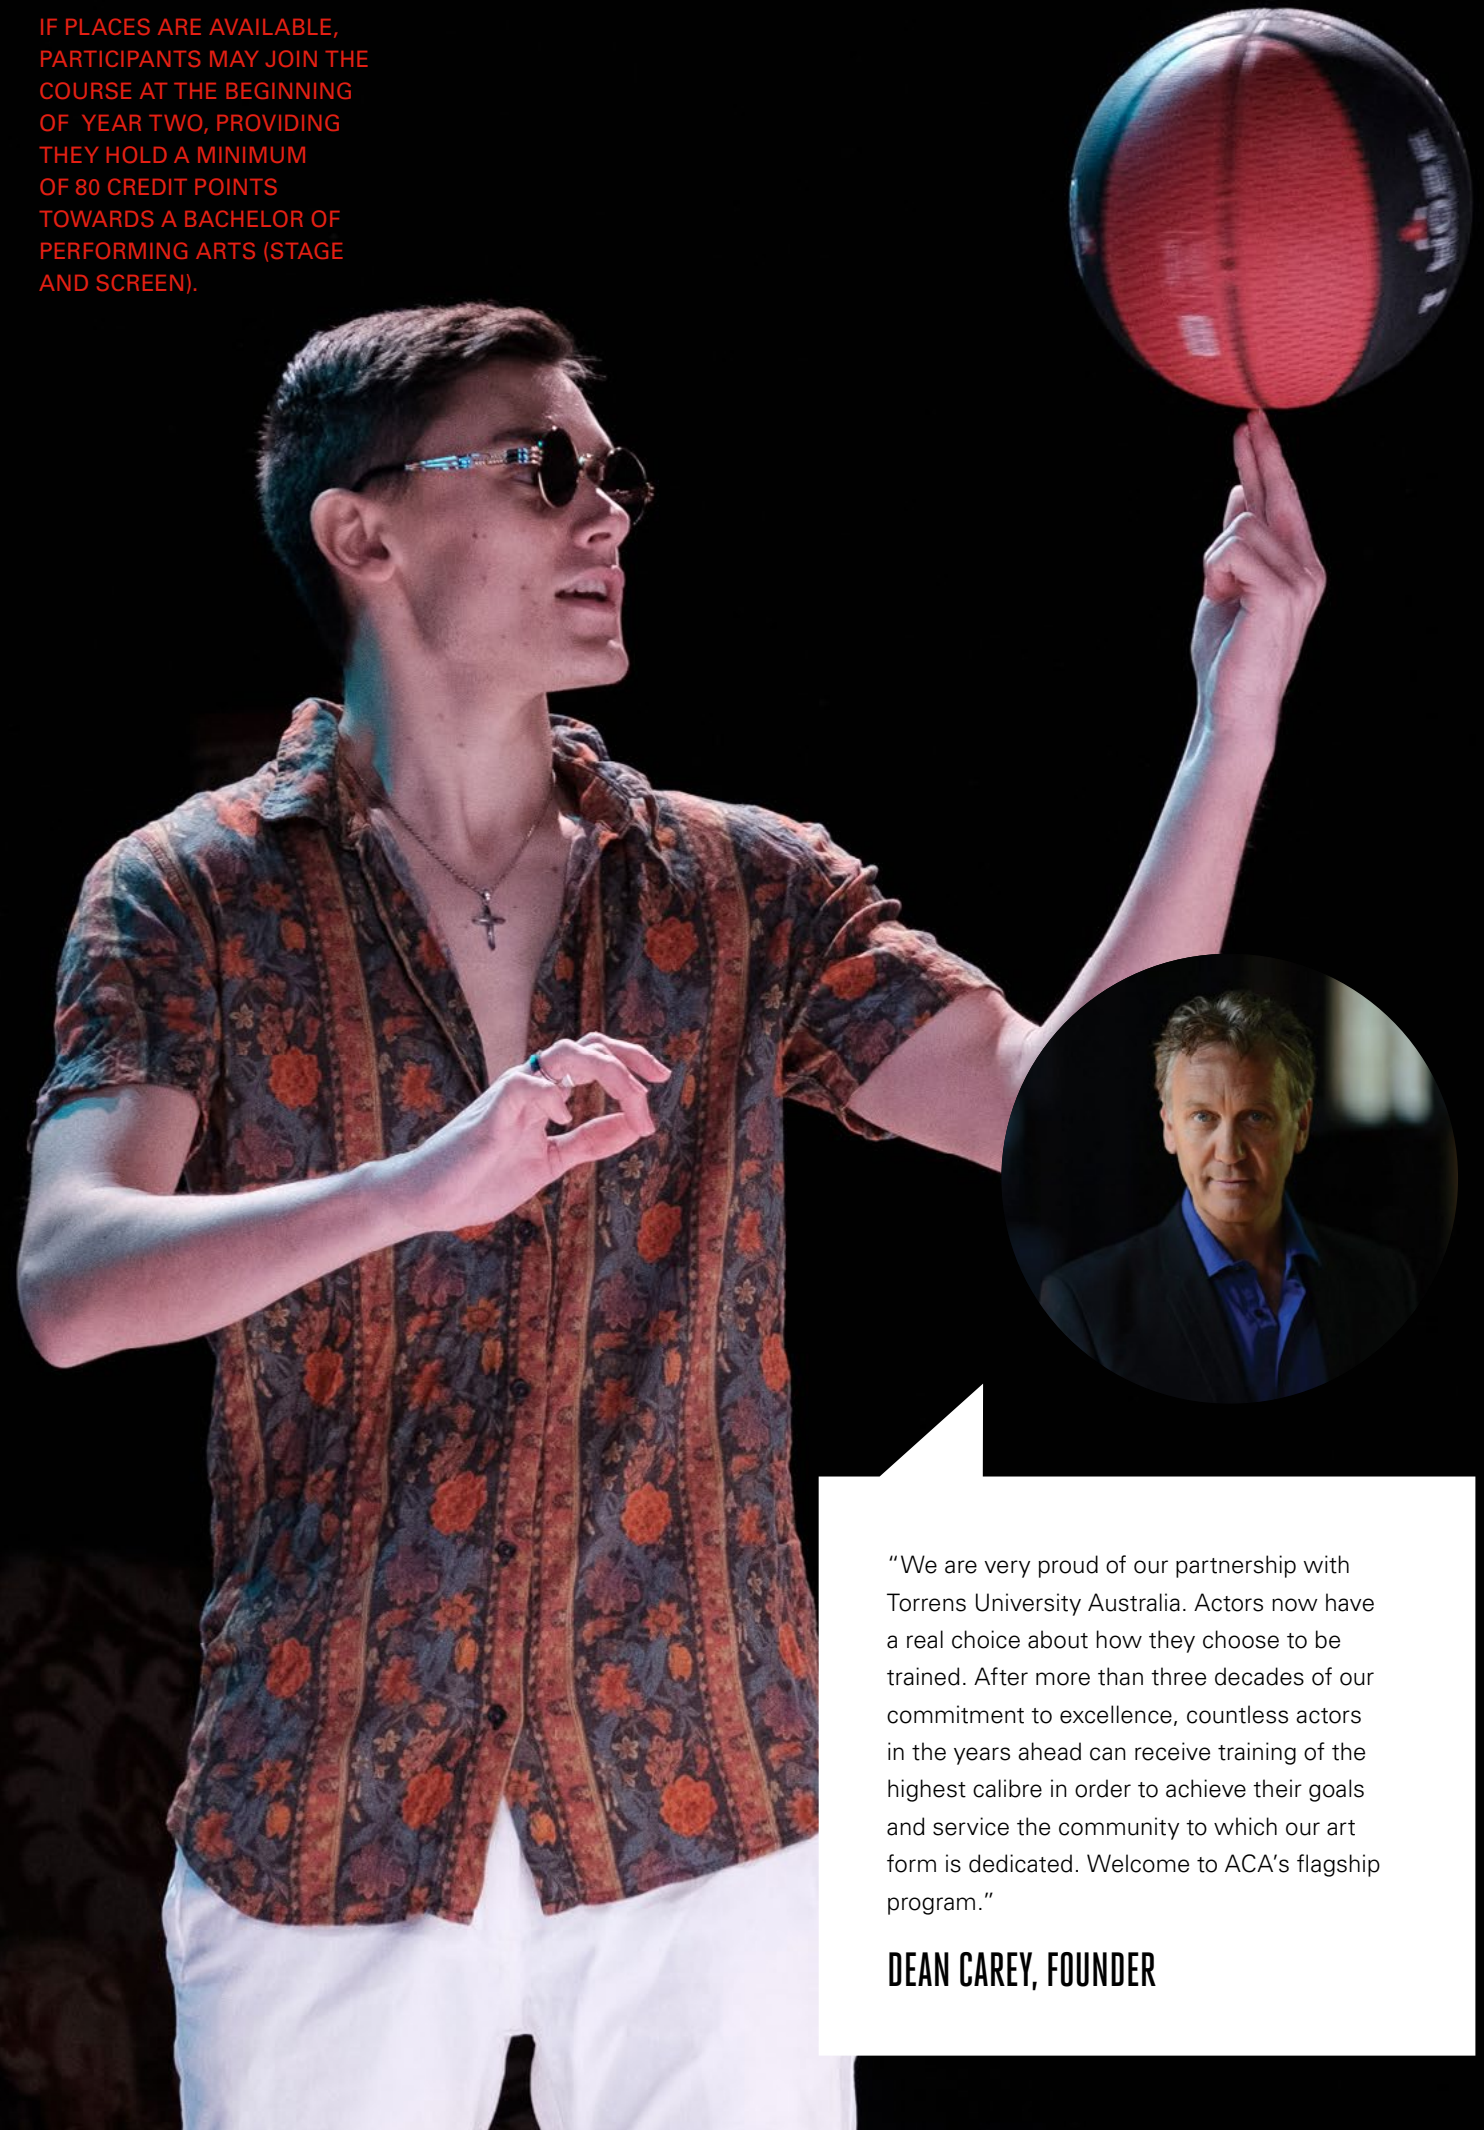 IF PLACES ARE AVAILABLE,
PARTICIPANTS MAY JOIN THE
COURSE AT THE BEGINNING
OF YEAR TWO, PROVIDING
THEY HOLD A MINIMUM
OF 80 CREDIT POINTS
TOWARDS A BACHELOR OF
PERFORMING ARTS (STAGE
AND SCREEN).
“We are very proud of our partnership with
Torrens University Australia. Actors now have
a real choice about how they choose to be
trained. After more than three decades of our
commitment to excellence, countless actors
in the years ahead can receive training of the
highest calibre in order to achieve their goals
and service the community to which our art
form is dedicated. Welcome to ACA’s flagship
program.”
DEAN CAREY, FOUNDER